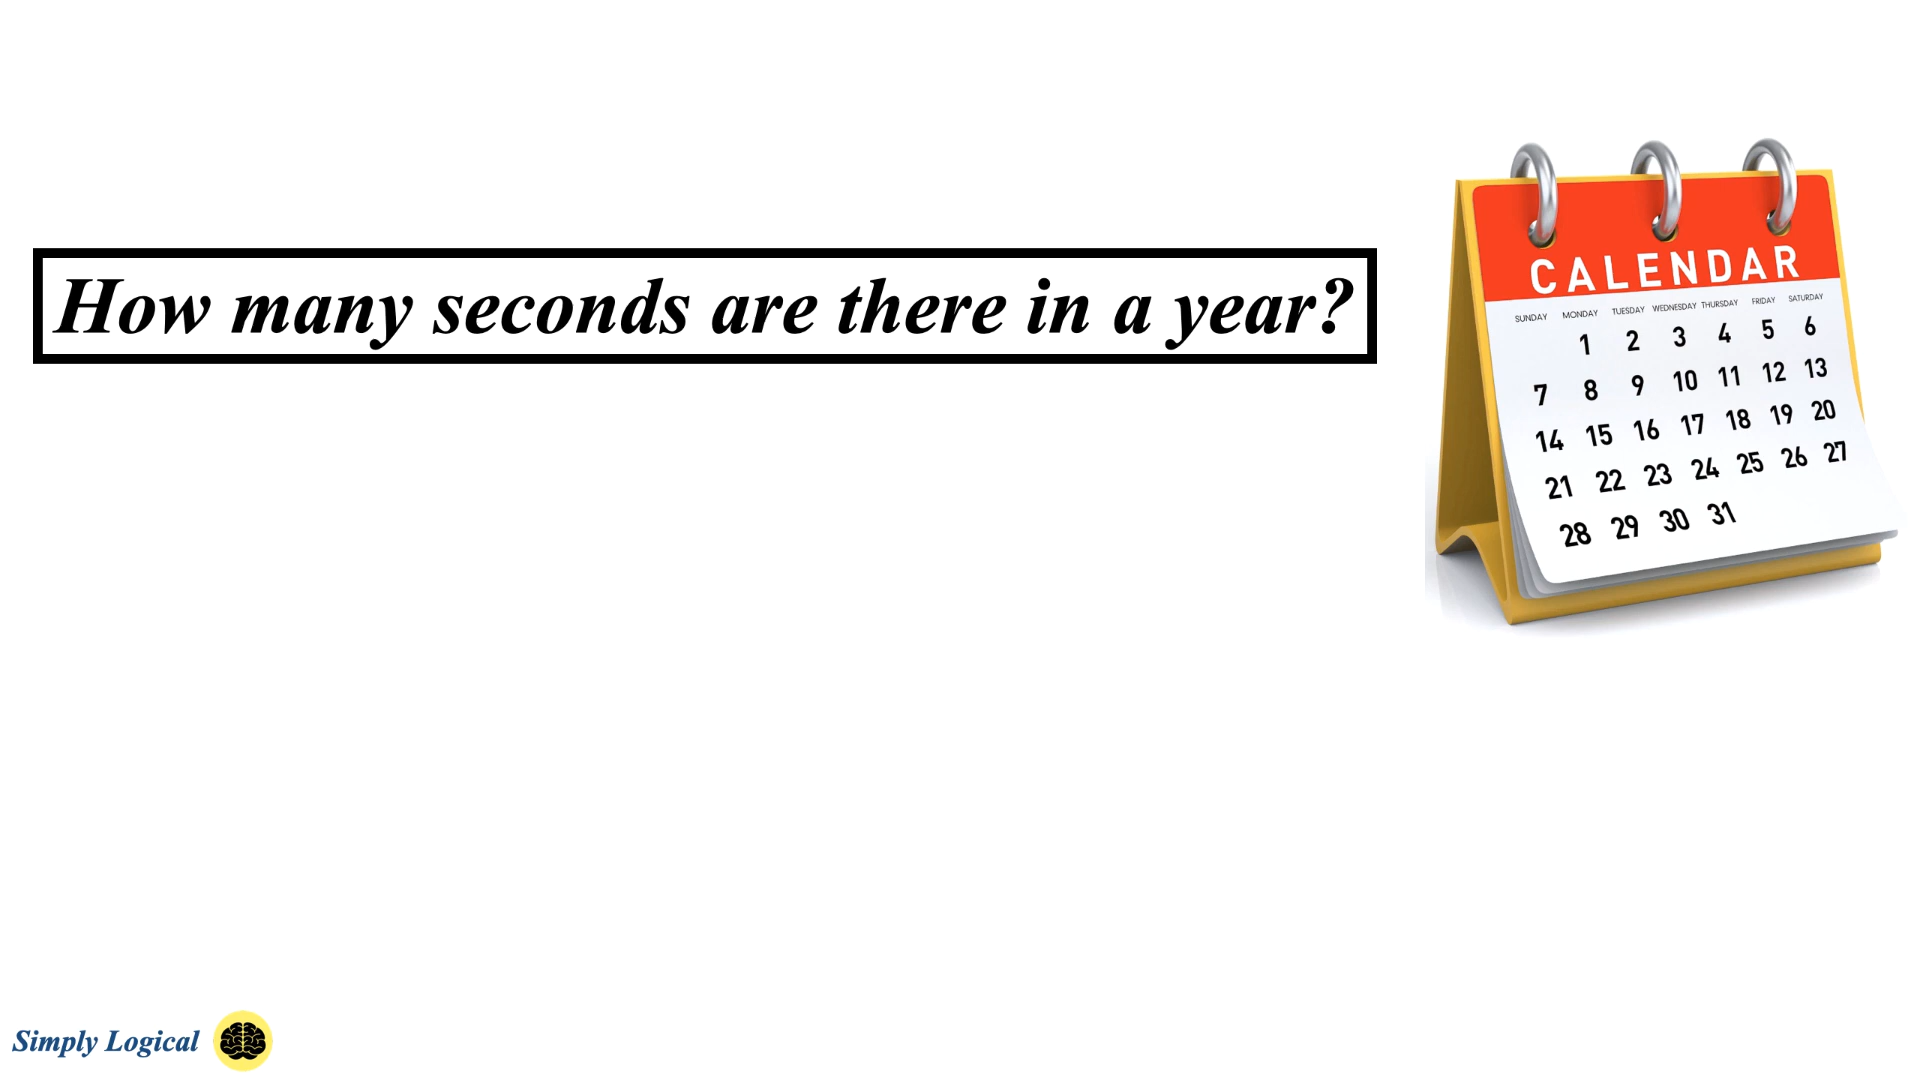 How many seconds are there in a year?
CALENDAR
SUNDAY MONDAY TUESDAY WEDNESDAY THURSDAY FRIDAY SATURDAY
1 2 3 4 5 6
7 8 9 10 11 12 13
14 15 16 17 18 19 20
21 22 23 24 25 26 27
28 29 30 31
Simply Logical